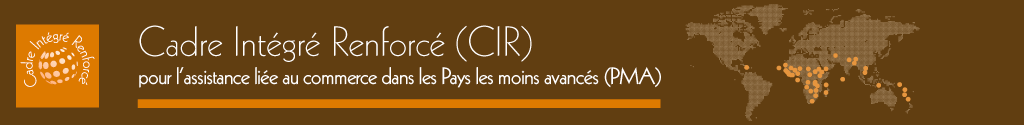 Cadre Intégré Renforcé
Cadre Intégré Renforcé (CIR)
pour l'assistance liée au commerce dans les Pays les moins avancés (PMA)